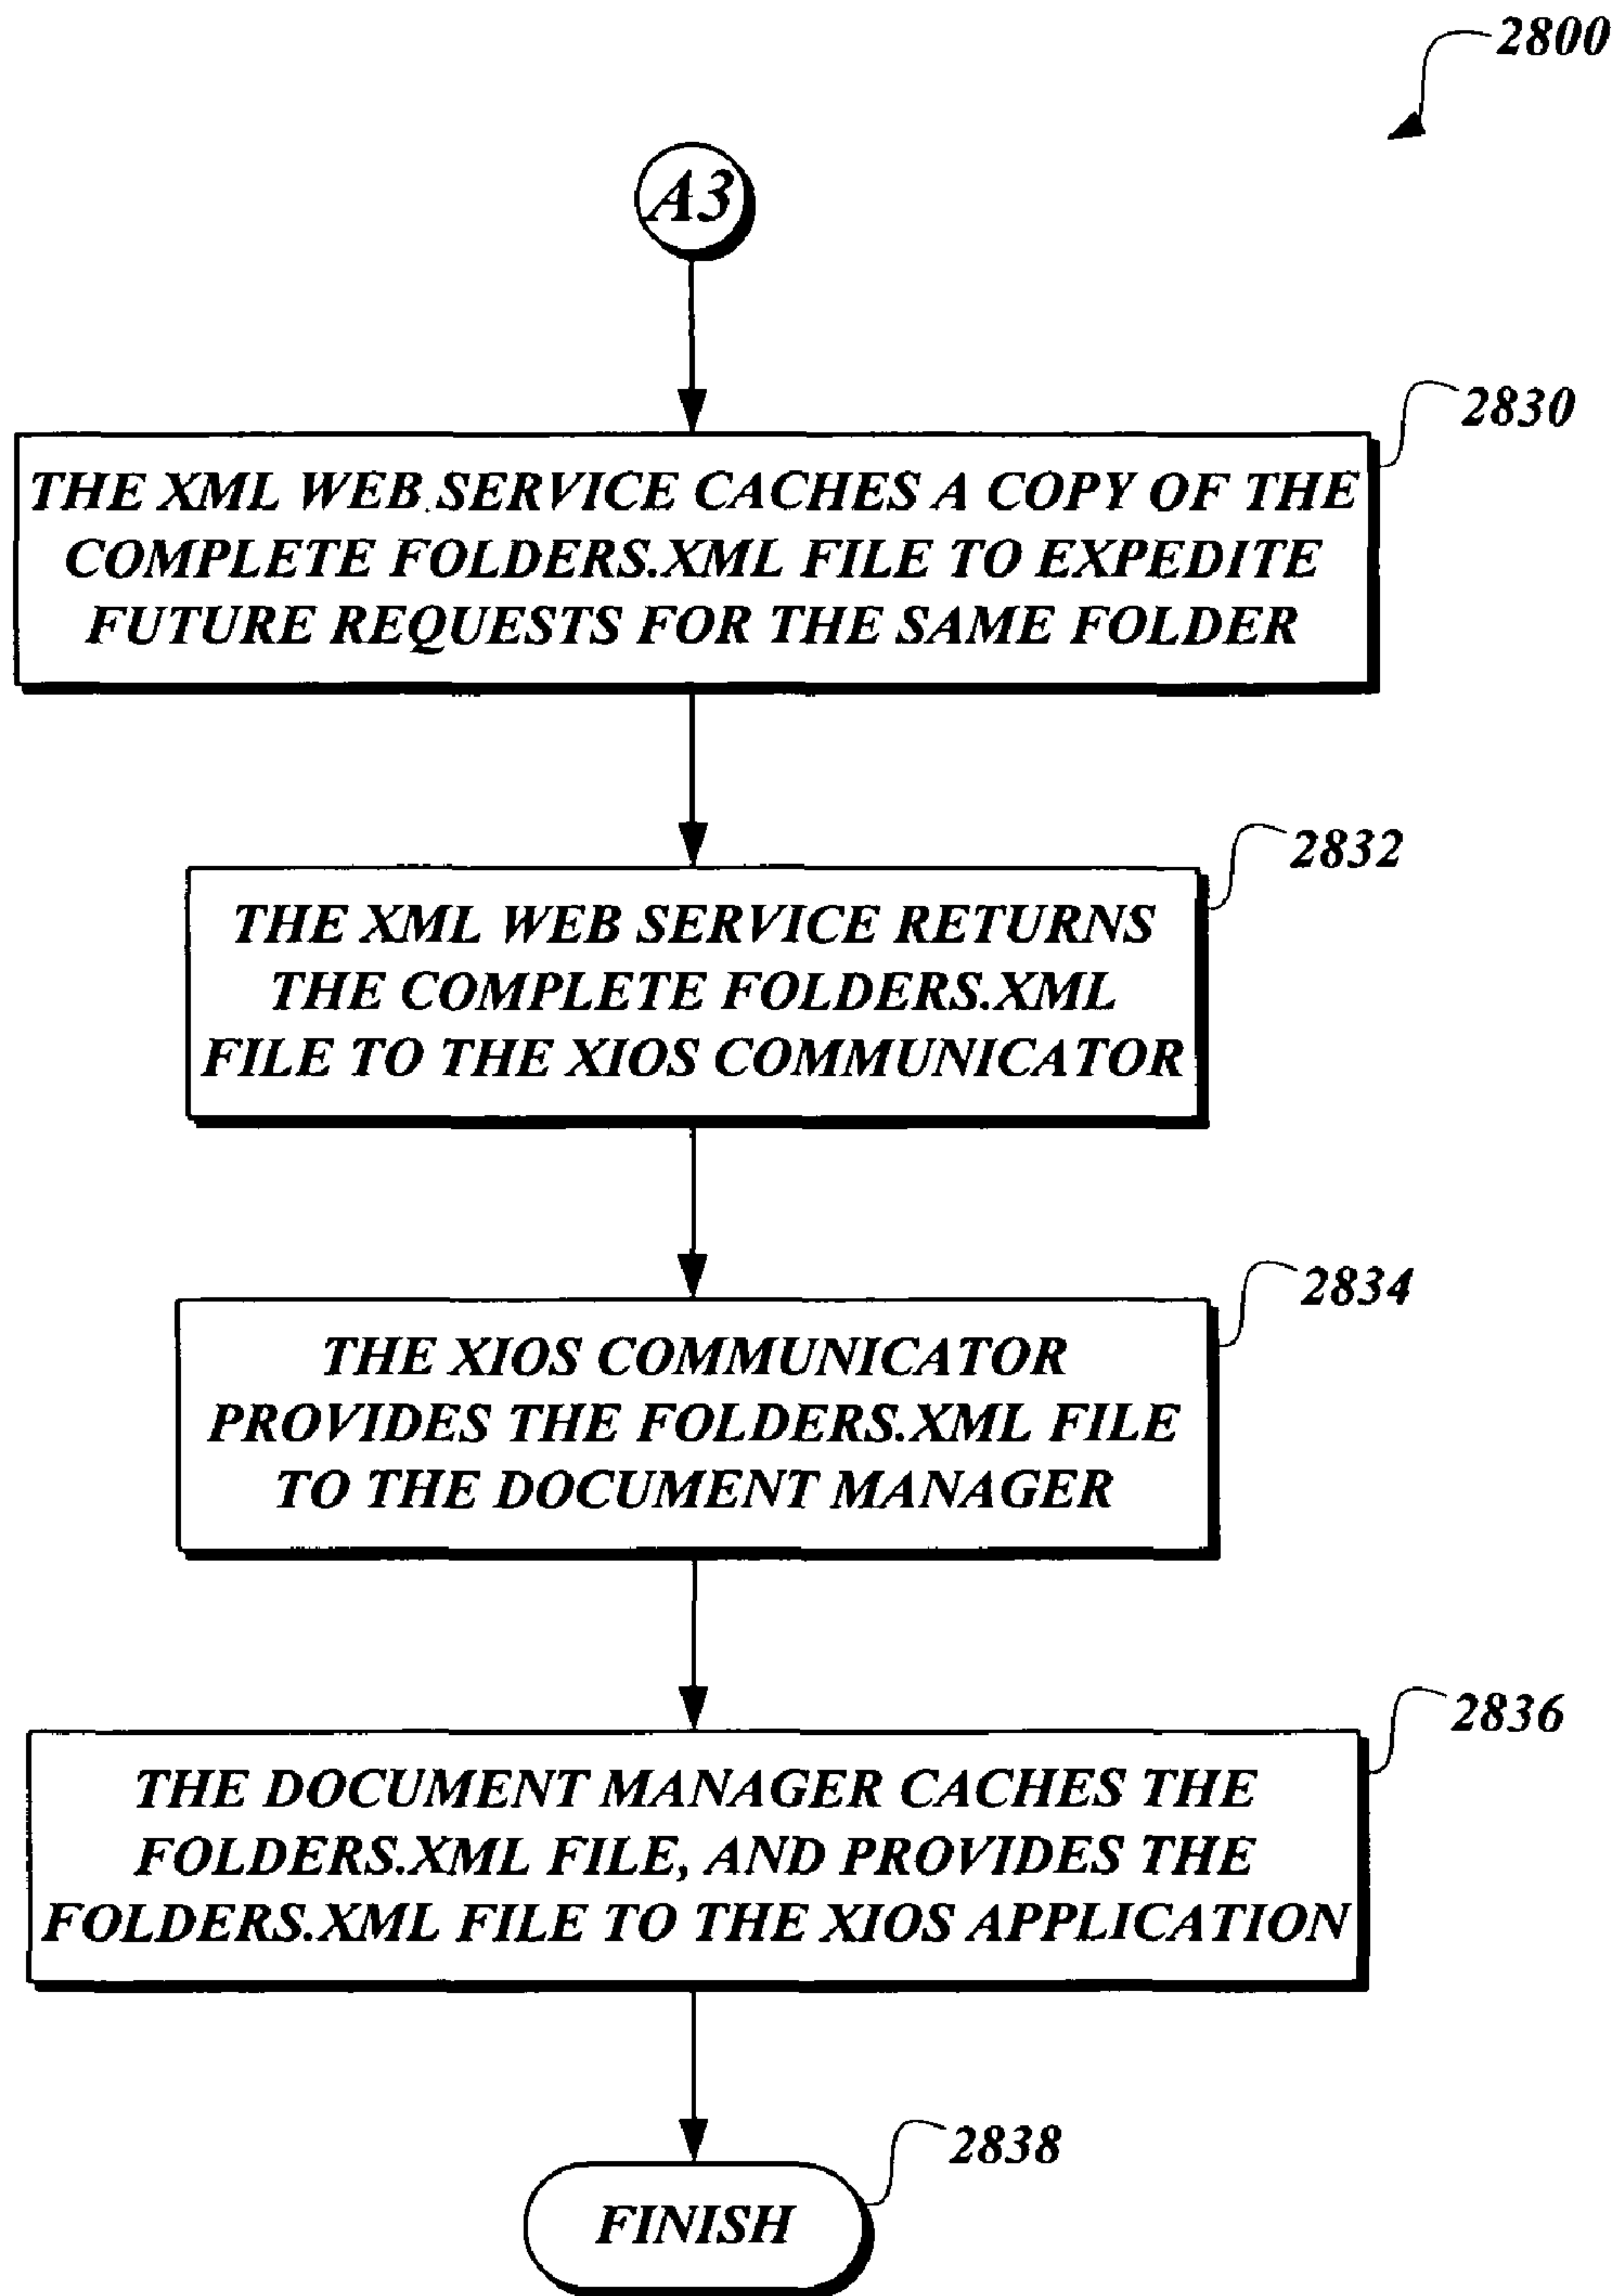 2800
A3
2830
THE XML WEB SERVICE CACHES A COPY OF THE
COMPLETE FOLDERS.XML FILE TO EXPEDITE
FUTURE REQUESTS FOR THE SAME FOLDER
2832
THE XML WEB SERVICE RETURNS
THE COMPLETE FOLDERS.XML
FILE TO THE XIOS COMMUNICATOR
2834
THE XIOS COMMUNICATOR
PROVIDES THE FOLDERS.XML FILE
TO THE DOCUMENT MANAGER
2836
THE DOCUMENT MANAGER CACHES THE
FOLDERS.XML FILE, AND PROVIDES THE
FOLDERS.XML FILE TO THE XIOS APPLICATION
2838
FINISH